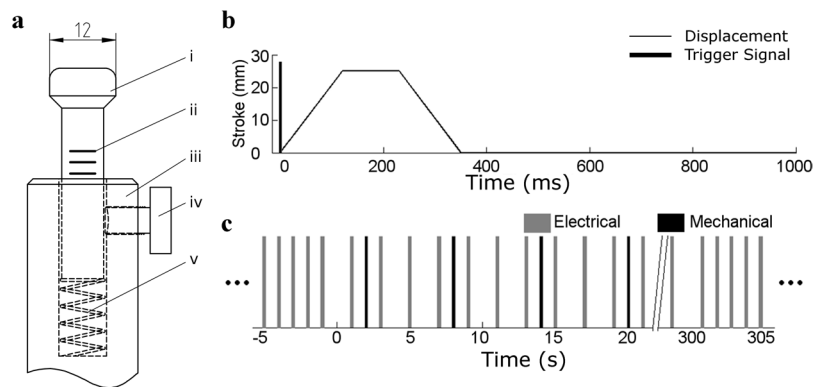 a
12
i
ii
iii
iv
v
b
Displacement
Trigger Signal
Stroke (mm)
30
20
10
0
0 200 400 600 800 1000
Time (ms)
c
Electrical Mechanical
••• •••
-5 0 5 10 15 20 300 305
Time (s)